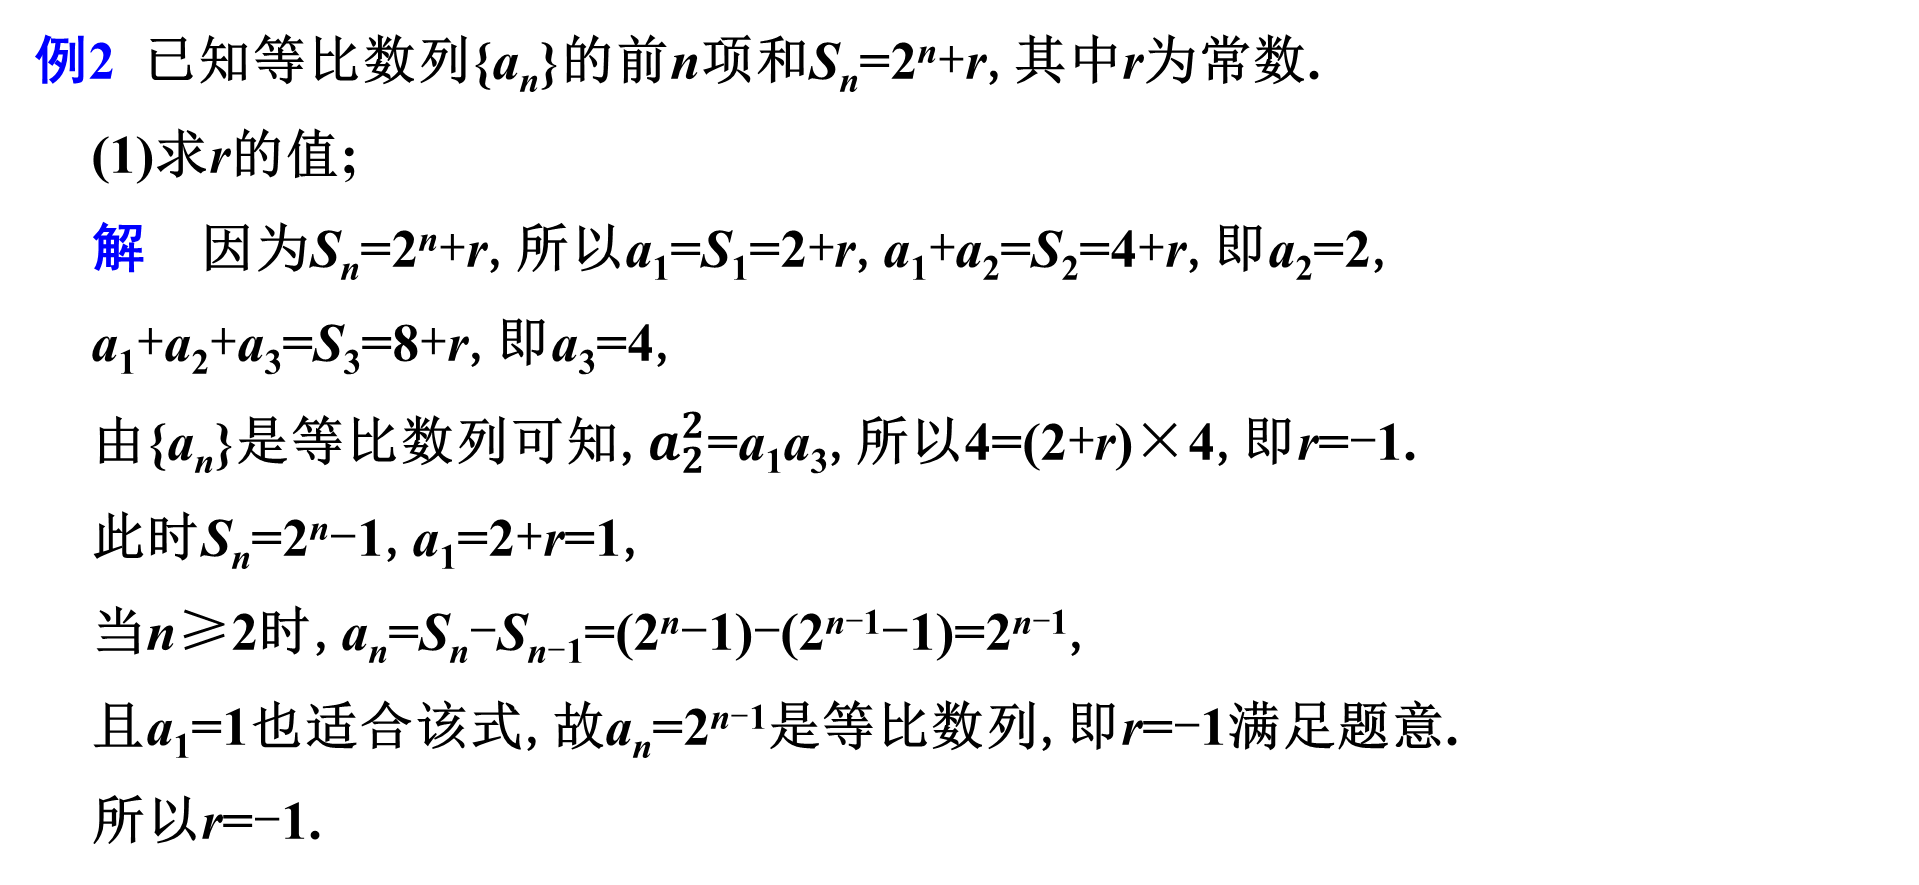 例2 已知等比数列{aₙ}的前n项和Sₙ=2ⁿ+r, 其中r为常数.
(1)求r的值;
解 因为Sₙ=2ⁿ+r, 所以a₁=S₁=2+r, a₁+a₂=S₂=4+r, 即a₂=2,
a₁+a₂+a₃=S₃=8+r, 即a₃=4,
由{aₙ}是等比数列可知, a₂²=a₁a₃, 所以4=(2+r)×4, 即r=−1.
此时Sₙ=2ⁿ−1, a₁=2+r=1,
当n≥2时, aₙ=Sₙ−Sₙ₋₁=(2ⁿ−1)−(2ⁿ⁻¹−1)=2ⁿ⁻¹,
且a₁=1也适合该式, 故aₙ=2ⁿ⁻¹是等比数列, 即r=−1满足题意.
所以r=−1.